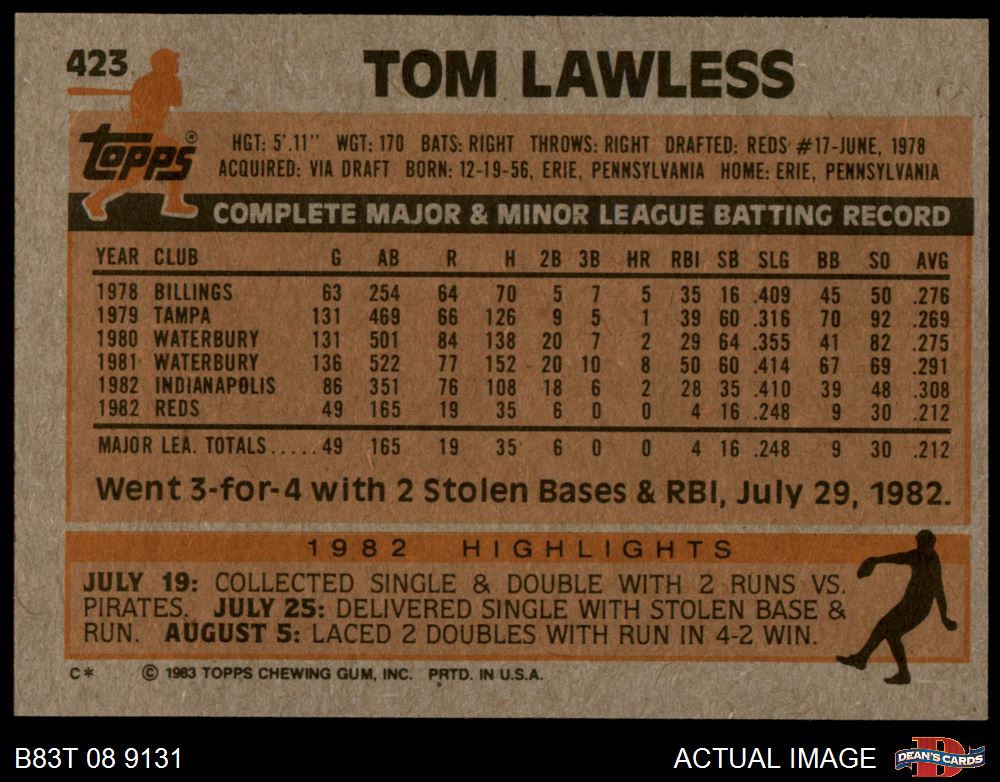 423
TOM LAWLESS
topps®
HGT: 5'.11'' WGT: 170 BATS: RIGHT THROWS: RIGHT DRAFTED: REDS #17-JUNE, 1978
ACQUIRED: VIA DRAFT BORN: 12-19-56, ERIE, PENNSYLVANIA HOME: ERIE, PENNSYLVANIA
COMPLETE MAJOR & MINOR LEAGUE BATTING RECORD
YEAR CLUB G AB R H 2B 3B HR RBI SB SLG BB SO AVG
1978 BILLINGS 63 254 64 70 5 7 5 35 16 .409 45 50 .276
1979 TAMPA 131 469 66 126 9 5 1 39 60 .316 70 92 .269
1980 WATERBURY 131 501 84 138 20 7 2 29 64 .355 41 82 .275
1981 WATERBURY 136 522 77 152 20 10 8 50 60 .414 67 69 .291
1982 INDIANAPOLIS 86 351 76 108 18 6 2 28 35 .410 39 48 .308
1982 REDS 49 165 19 35 6 0 0 4 16 .248 9 30 .212
MAJOR LEA. TOTALS.....49 165 19 35 6 0 0 4 16 .248 9 30 .212
Went 3-for-4 with 2 Stolen Bases & RBI, July 29, 1982.
1982 HIGHLIGHTS
JULY 19: COLLECTED SINGLE & DOUBLE WITH 2 RUNS VS.
PIRATES. JULY 25: DELIVERED SINGLE WITH STOLEN BASE &
RUN. AUGUST 5: LACED 2 DOUBLES WITH RUN IN 4-2 WIN.
C* © 1983 TOPPS CHEWING GUM, INC. PRTD. IN U.S.A.
B83T 08 9131
ACTUAL IMAGE
D
DEAN'S CARDS